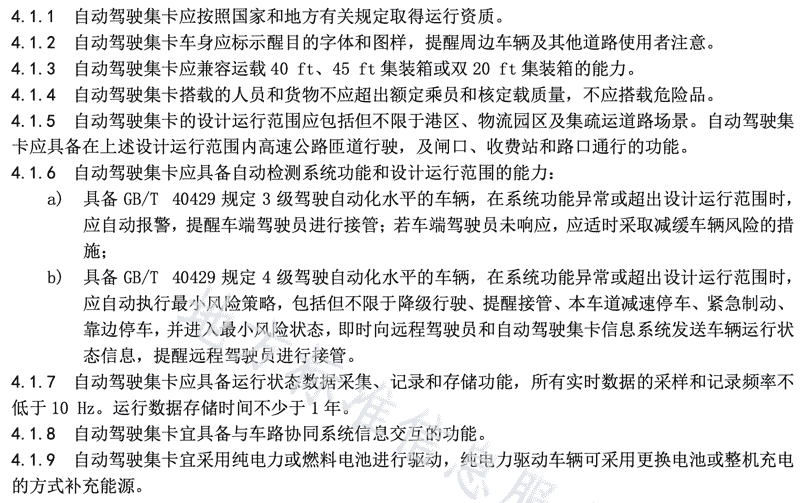 4.1.1 自动驾驶集卡应按照国家和地方有关规定取得运行资质。
4.1.2 自动驾驶集卡车身应标示醒目的字体和图样，提醒周边车辆及其他道路使用者注意。
4.1.3 自动驾驶集卡应兼容运载 40 ft、45 ft 集装箱或双 20 ft 集装箱的能力。
4.1.4 自动驾驶集卡搭载的人员和货物不应超出额定乘员和核定载质量，不应搭载危险品。
4.1.5 自动驾驶集卡的设计运行范围应包括但不限于港区、物流园区及集疏运道路场景。自动驾驶集
卡应具备在上述设计运行范围内高速公路匝道行驶，及闸口、收费站和路口通行的功能。
4.1.6 自动驾驶集卡应具备自动检测系统功能和设计运行范围的能力：
a) 具备 GB/T 40429 规定 3 级驾驶自动化水平的车辆，在系统功能异常或超出设计运行范围时，
应自动报警，提醒车端驾驶员进行接管；若车端驾驶员未响应，应适时采取减缓车辆风险的措
施；
b) 具备 GB/T 40429 规定 4 级驾驶自动化水平的车辆，在系统功能异常或超出设计运行范围时，
应自动执行最小风险策略，包括但不限于降级行驶、提醒接管、本车道减速停车、紧急制动、
靠边停车，并进入最小风险状态，即时向远程驾驶员和自动驾驶集卡信息系统发送车辆运行状
态信息，提醒远程驾驶员进行接管。
4.1.7 自动驾驶集卡应具备运行状态数据采集、记录和存储功能，所有实时数据的采样和记录频率不
低于 10 Hz。运行数据存储时间不少于 1 年。
4.1.8 自动驾驶集卡宜具备与车路协同系统信息交互的功能。
4.1.9 自动驾驶集卡宜采用纯电力或燃料电池进行驱动，纯电力驱动车辆可采用更换电池或整机充电
的方式补充能源。
地方标准信息服